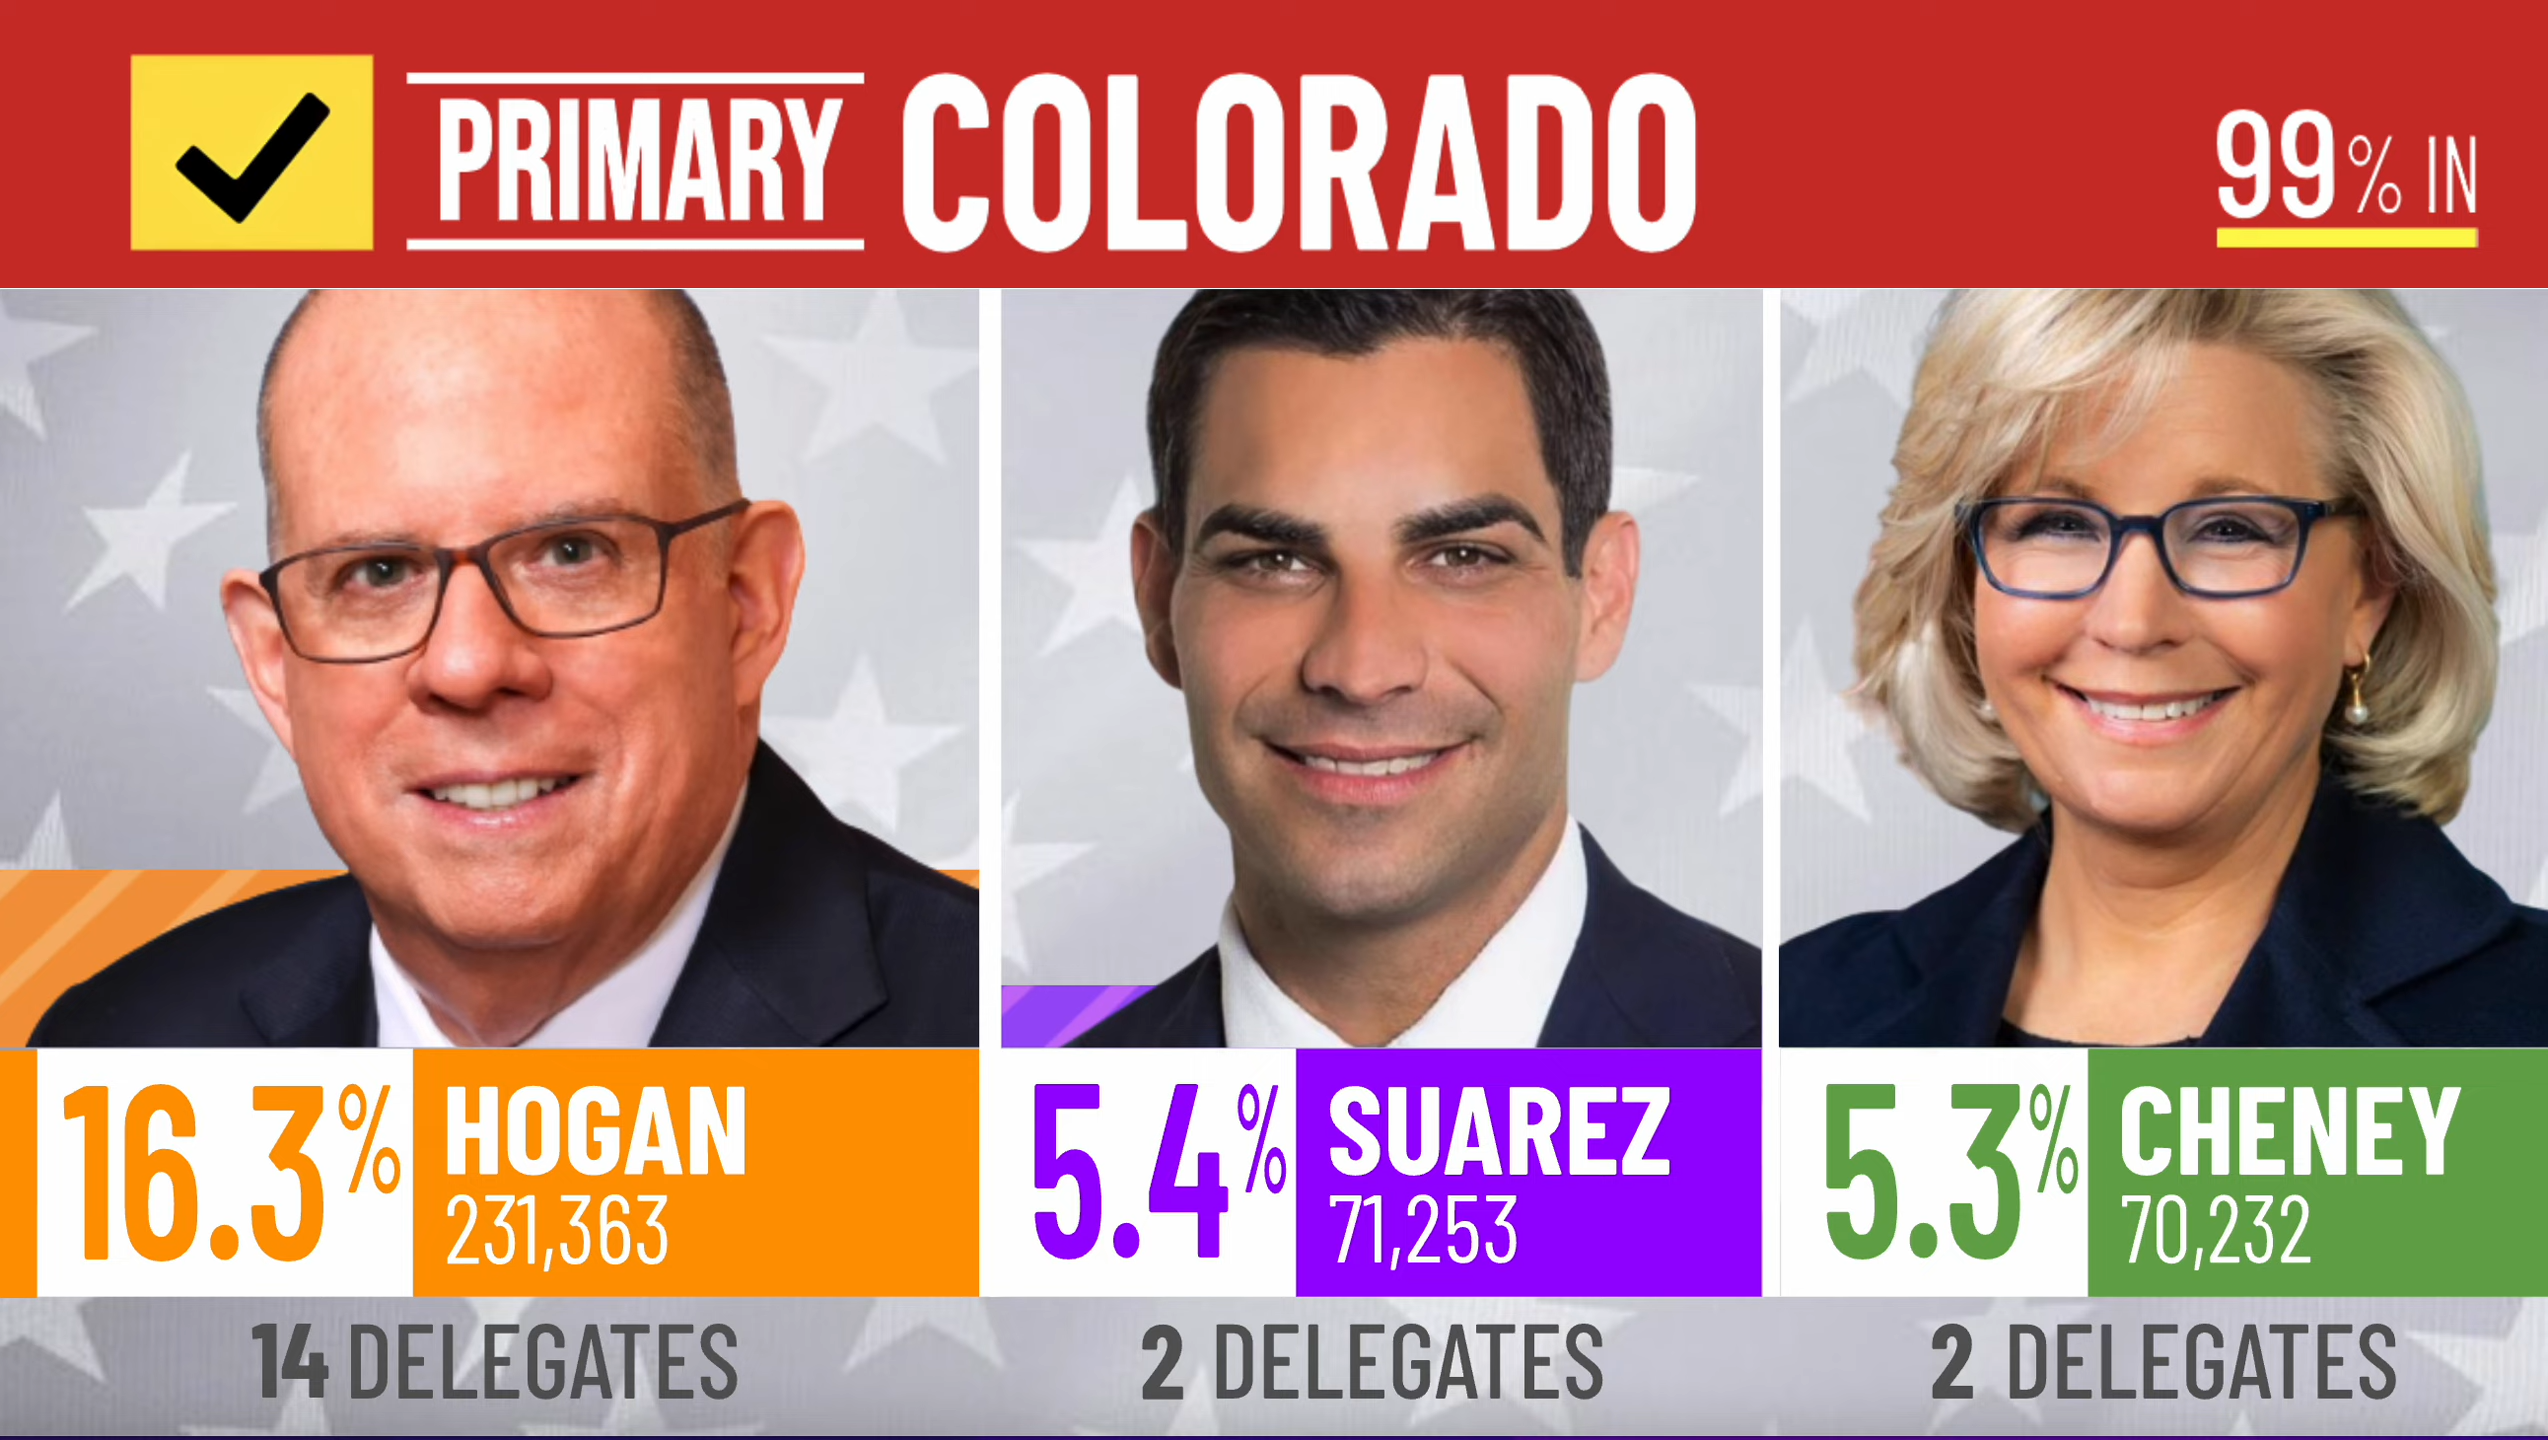 PRIMARY COLORADO
99% IN
16.3% HOGAN
231,363
5.4% SUAREZ
71,253
5.3% CHENEY
70,232
14 DELEGATES
2 DELEGATES
2 DELEGATES